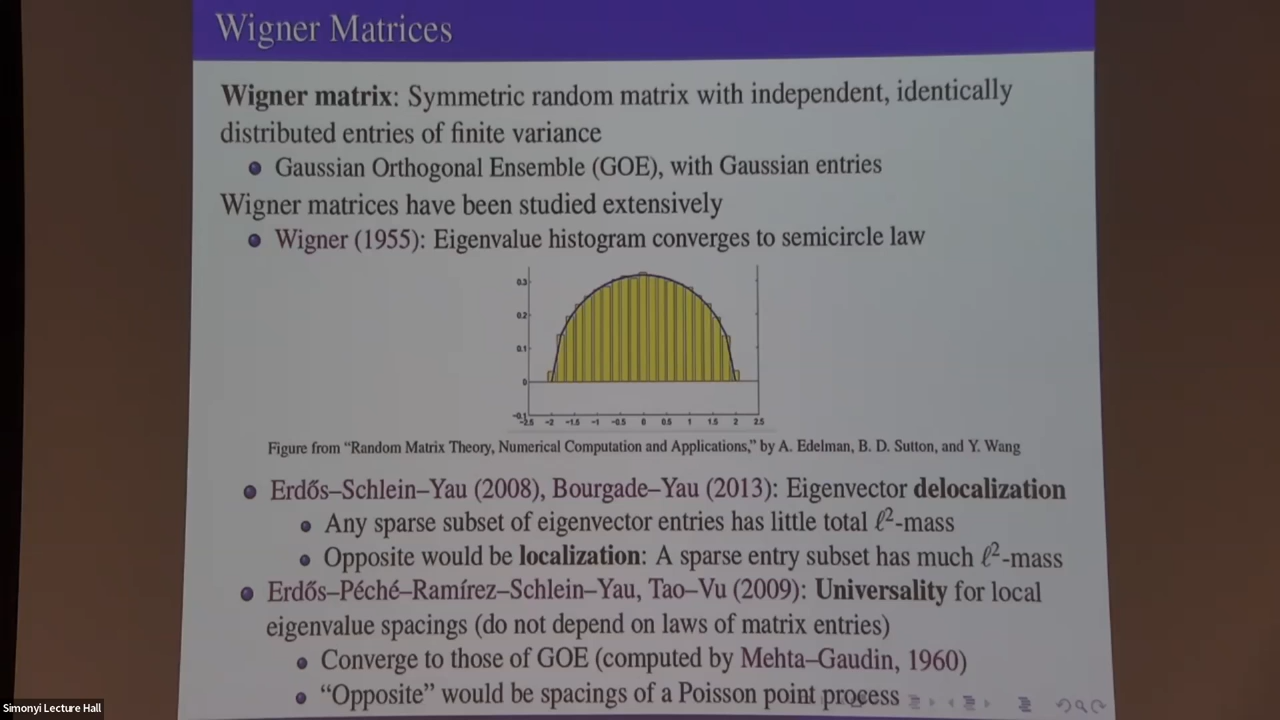 Wigner Matrices
Wigner matrix: Symmetric random matrix with independent, identically
distributed entries of finite variance
Gaussian Orthogonal Ensemble (GOE), with Gaussian entries
Wigner matrices have been studied extensively
Wigner (1955): Eigenvalue histogram converges to semicircle law
0.3
0.2
0.1
0
-0.1
-2.5 -2 -1.5 -1 -0.5 0 0.5 1 1.5 2 2.5
Figure from “Random Matrix Theory, Numerical Computation and Applications,” by A. Edelman, B. D. Sutton, and Y. Wang
Erdős–Schlein–Yau (2008), Bourgade–Yau (2013): Eigenvector delocalization
Any sparse subset of eigenvector entries has little total ℓ²-mass
Opposite would be localization: A sparse entry subset has much ℓ²-mass
Erdős–Péché–Ramírez–Schlein–Yau, Tao–Vu (2009): Universality for local
eigenvalue spacings (do not depend on laws of matrix entries)
Converge to those of GOE (computed by Mehta–Gaudin, 1960)
“Opposite” would be spacings of a Poisson point process
Simonyi Lecture Hall